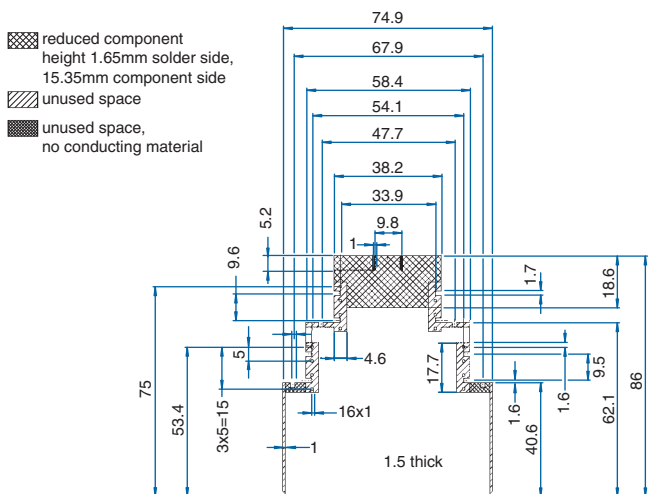 74.9
reduced component
height 1.65mm solder side,
15.35mm component side
67.9
58.4
unused space
54.1
unused space,
no conducting material
47.7
38.2
33.9
5.2
9.8
1
9.6
1.7
18.6
75
53.4
5
3x5=15
4.6
17.7
16x1
1
1.5 thick
1.6
40.6
1.6
9.5
62.1
86